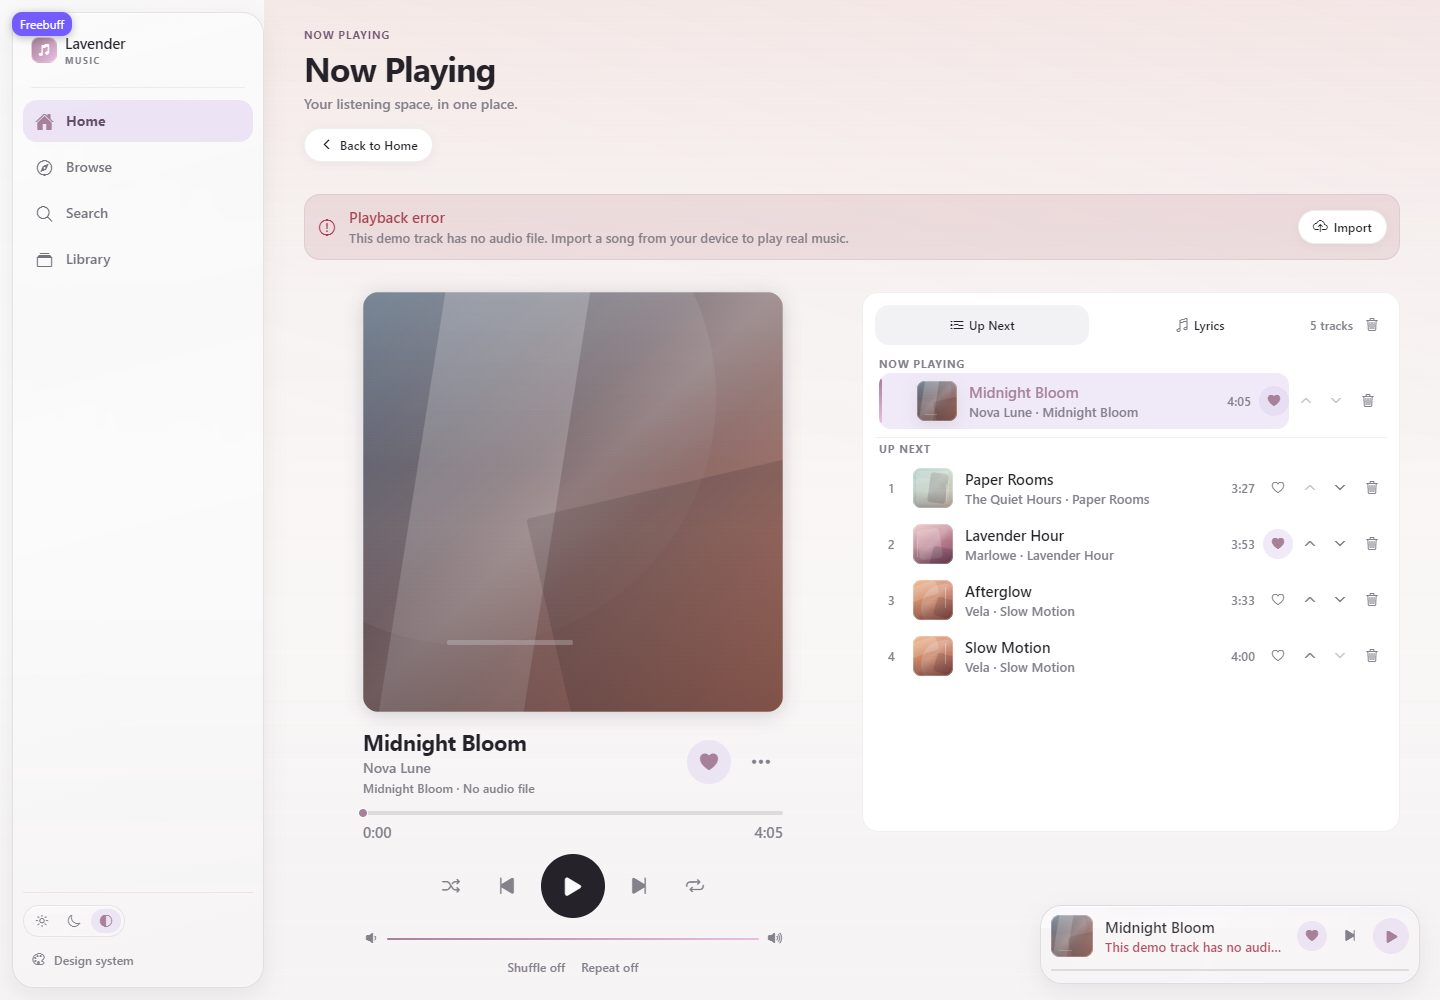 Freebuff
Lavender
MUSIC
Home
Browse
Search
Library
Design system
NOW PLAYING
Now Playing
Your listening space, in one place.
Back to Home
Playback error
This demo track has no audio file. Import a song from your device to play real music.
Import
Midnight Bloom
Nova Lune
Midnight Bloom · No audio file
0:00 4:05
Shuffle off Repeat off
Up Next Lyrics 5 tracks
NOW PLAYING
Midnight Bloom
Nova Lune · Midnight Bloom
4:05
UP NEXT
1 Paper Rooms
The Quiet Hours · Paper Rooms
3:27
2 Lavender Hour
Marlowe · Lavender Hour
3:53
3 Afterglow
Vela · Slow Motion
3:33
4 Slow Motion
Vela · Slow Motion
4:00
Midnight Bloom
This demo track has no audi...